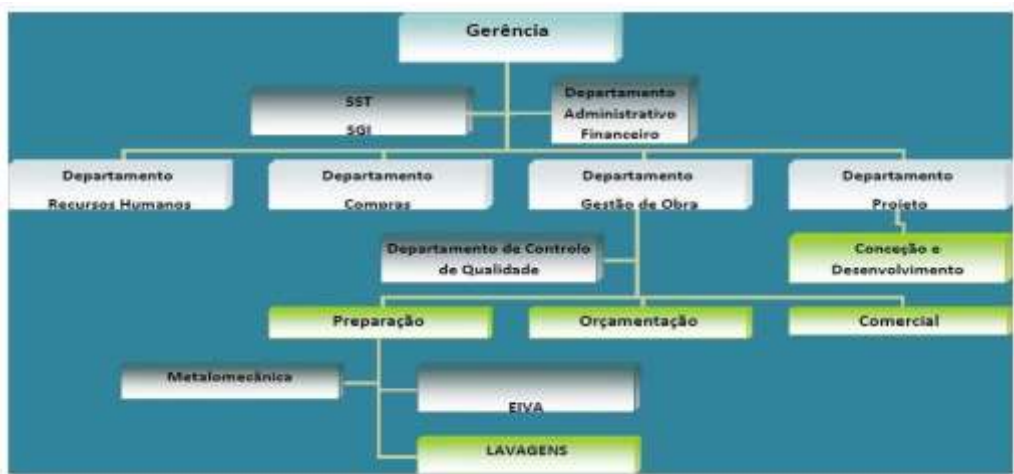 Gerência
SST
SGI
Departamento
Administrativo
Financeiro
Departamento
Recursos Humanos
Departamento
Compras
Departamento
Gestão de Obra
Departamento
Projeto
Departamento de Controlo
de Qualidade
Conceção e
Desenvolvimento
Preparação
Orçamentação
Comercial
Metalomecânica
EIVA
LAVAGENS